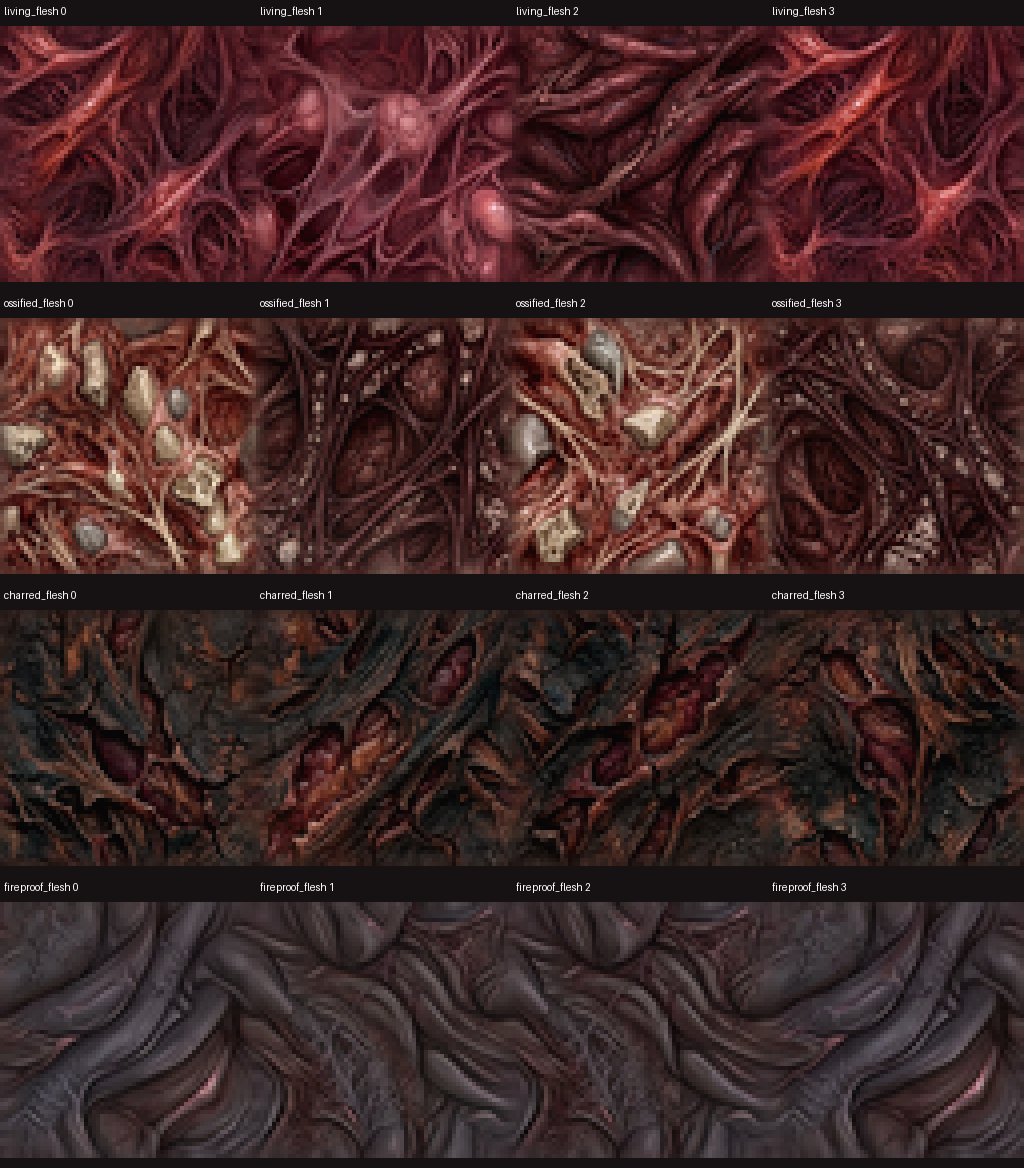 living_flesh 0
living_flesh 1
living_flesh 2
living_flesh 3
ossified_flesh 0
ossified_flesh 1
ossified_flesh 2
ossified_flesh 3
charred_flesh 0
charred_flesh 1
charred_flesh 2
charred_flesh 3
fireproof_flesh 0
fireproof_flesh 1
fireproof_flesh 2
fireproof_flesh 3